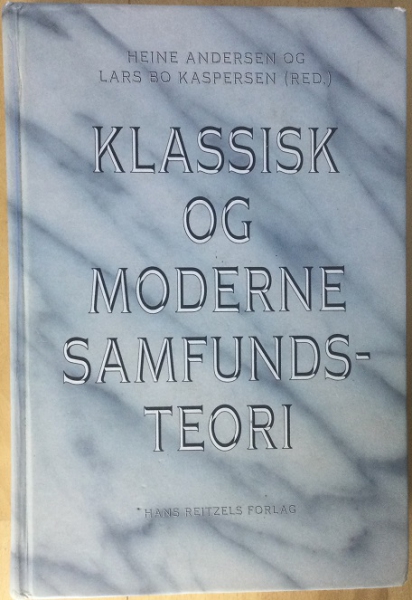 HEINE ANDERSEN OG
LARS BO KASPERSEN (RED.)
KLASSISK
OG
MODERNE
SAMFUNDS-
TEORI
*HANS REITZELS FORLAG